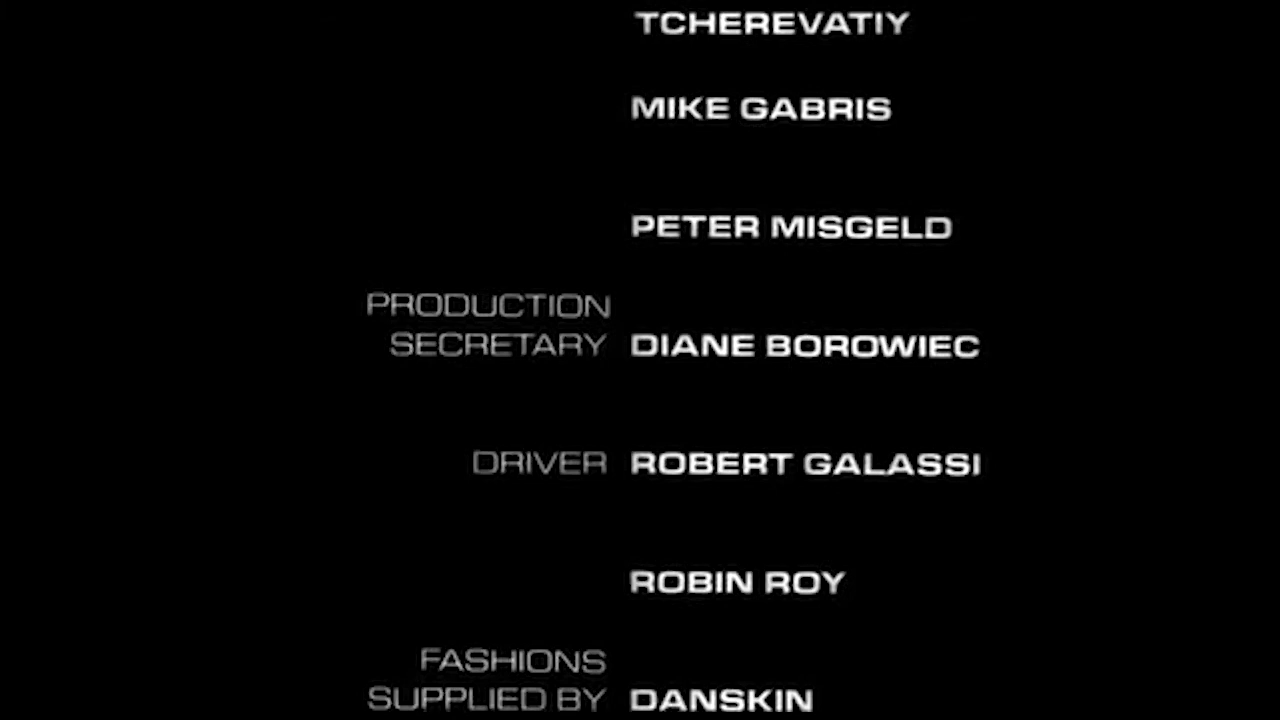 TCHEREVATIY
MIKE GABRIS
PETER MISGELD
PRODUCTION
SECRETARY DIANE BOROWIEC
DRIVER ROBERT GALASSI
ROBIN ROY
FASHIONS
SUPPLIED BY DANSKIN